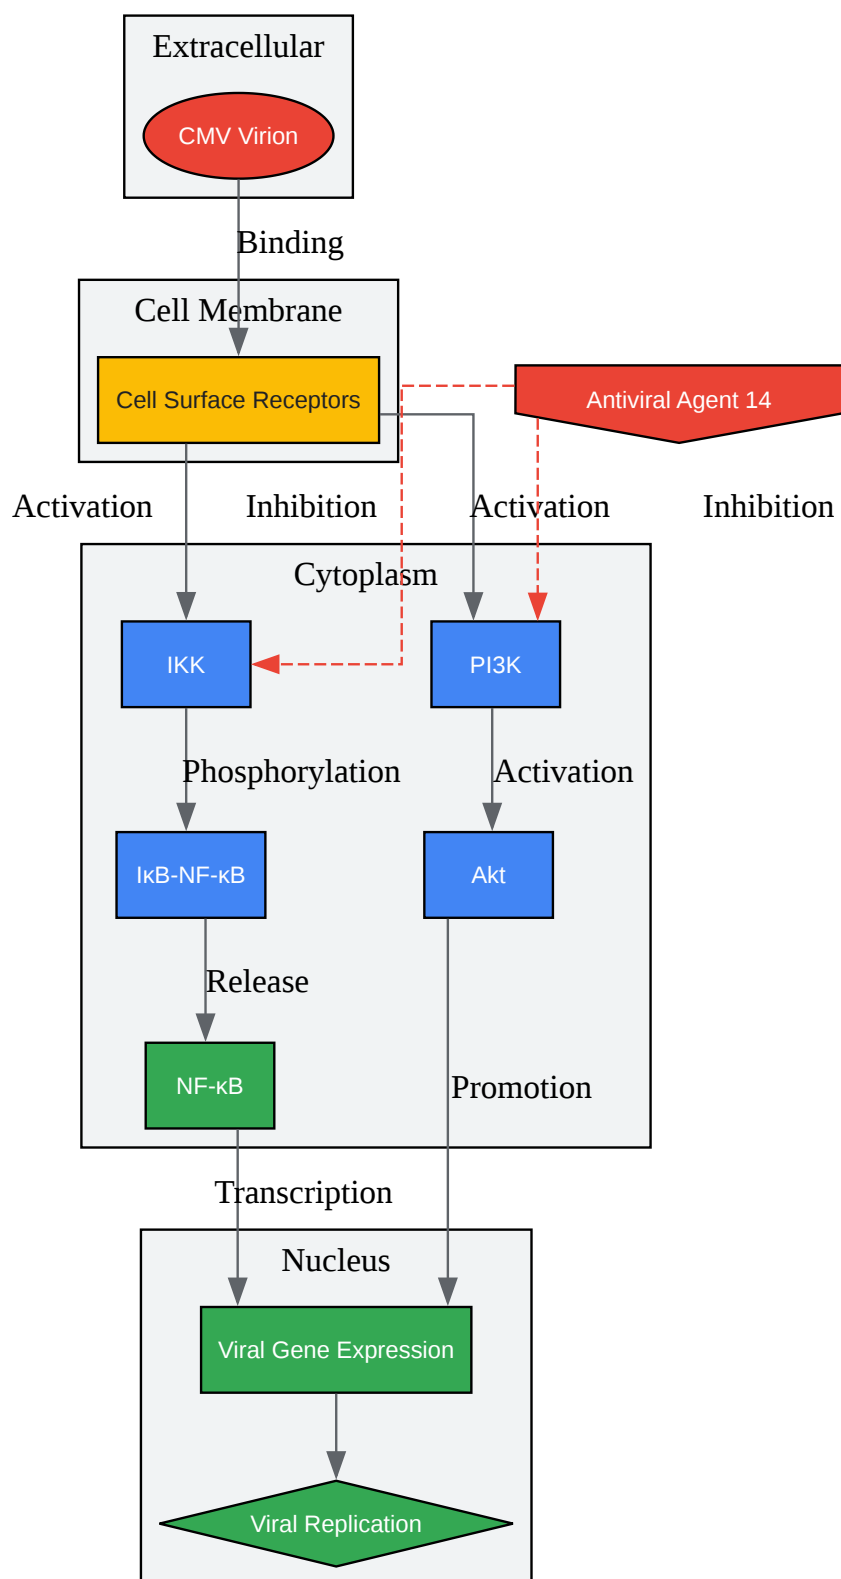 Extracellular
CMV Virion
Binding
Cell Membrane
Cell Surface Receptors
Antiviral Agent 14
Activation
Inhibition
Activation
Inhibition
Cytoplasm
IKK
PI3K
Phosphorylation
Activation
IκB-NF-κB
Akt
Release
NF-κB
Promotion
Transcription
Nucleus
Viral Gene Expression
Viral Replication